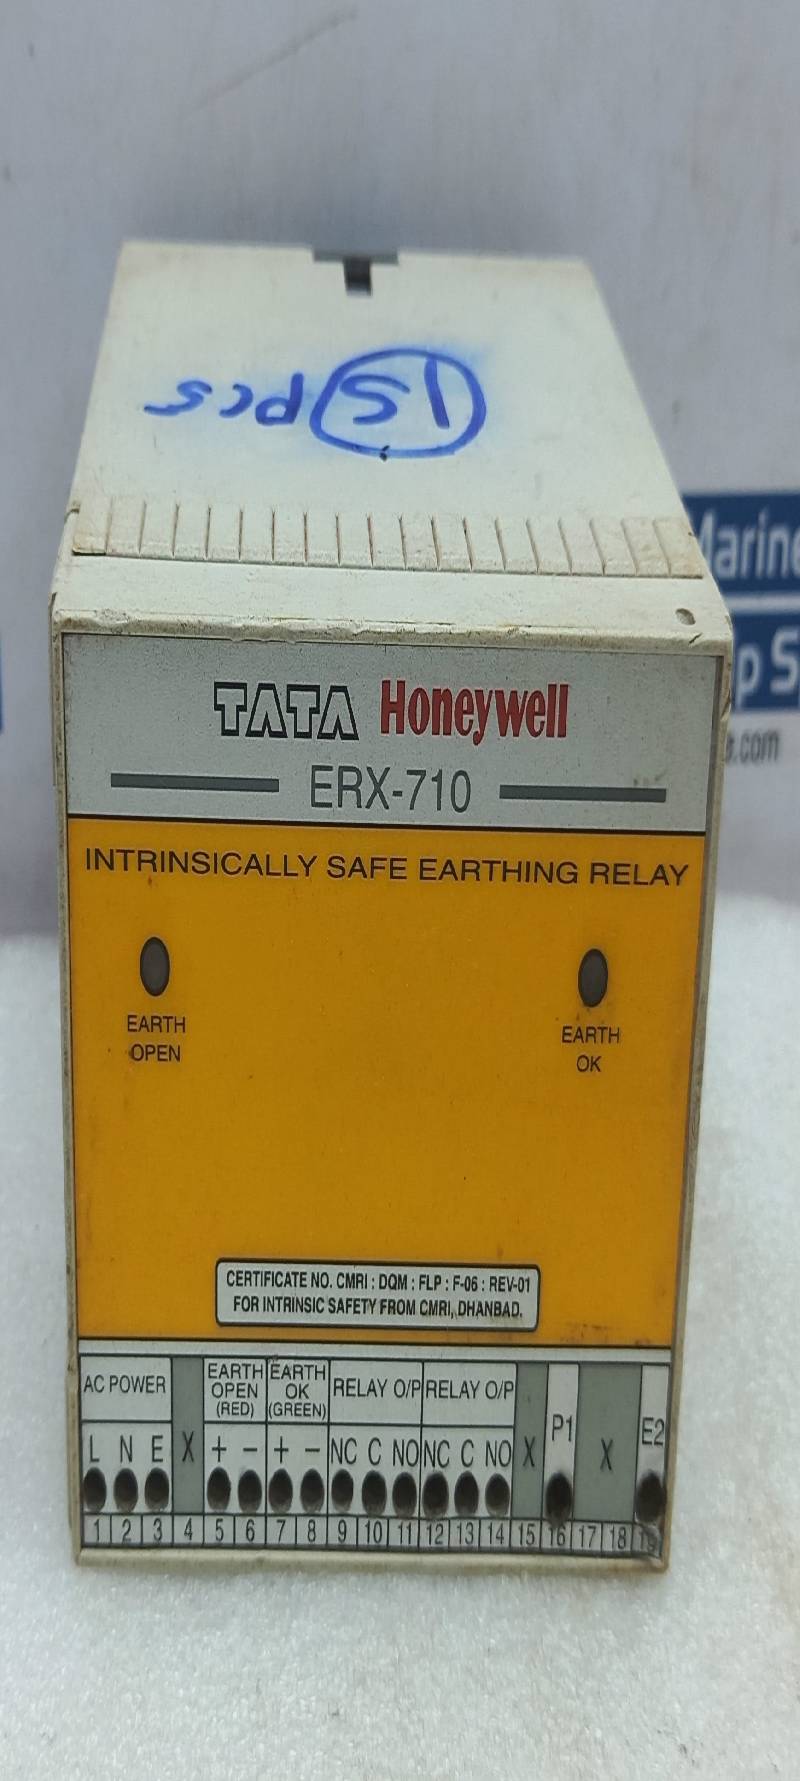 15 PCS
Marine
p S
e.com
TATA Honeywell
ERX-710
INTRINSICALLY SAFE EARTHING RELAY
EARTH
OPEN
EARTH
OK
CERTIFICATE NO. CMRI : DQM : FLP : F-06 : REV-01
FOR INTRINSIC SAFETY FROM CMRI, DHANBAD.
AC POWER
EARTH
OPEN
(RED)
EARTH
OK
(GREEN)
RELAY O/P
RELAY O/P
L N E X + - + - NC C NO NC C NO X P1 X E2
1 2 3 4 5 6 7 8 9 10 11 12 13 14 15 16 17 18 19